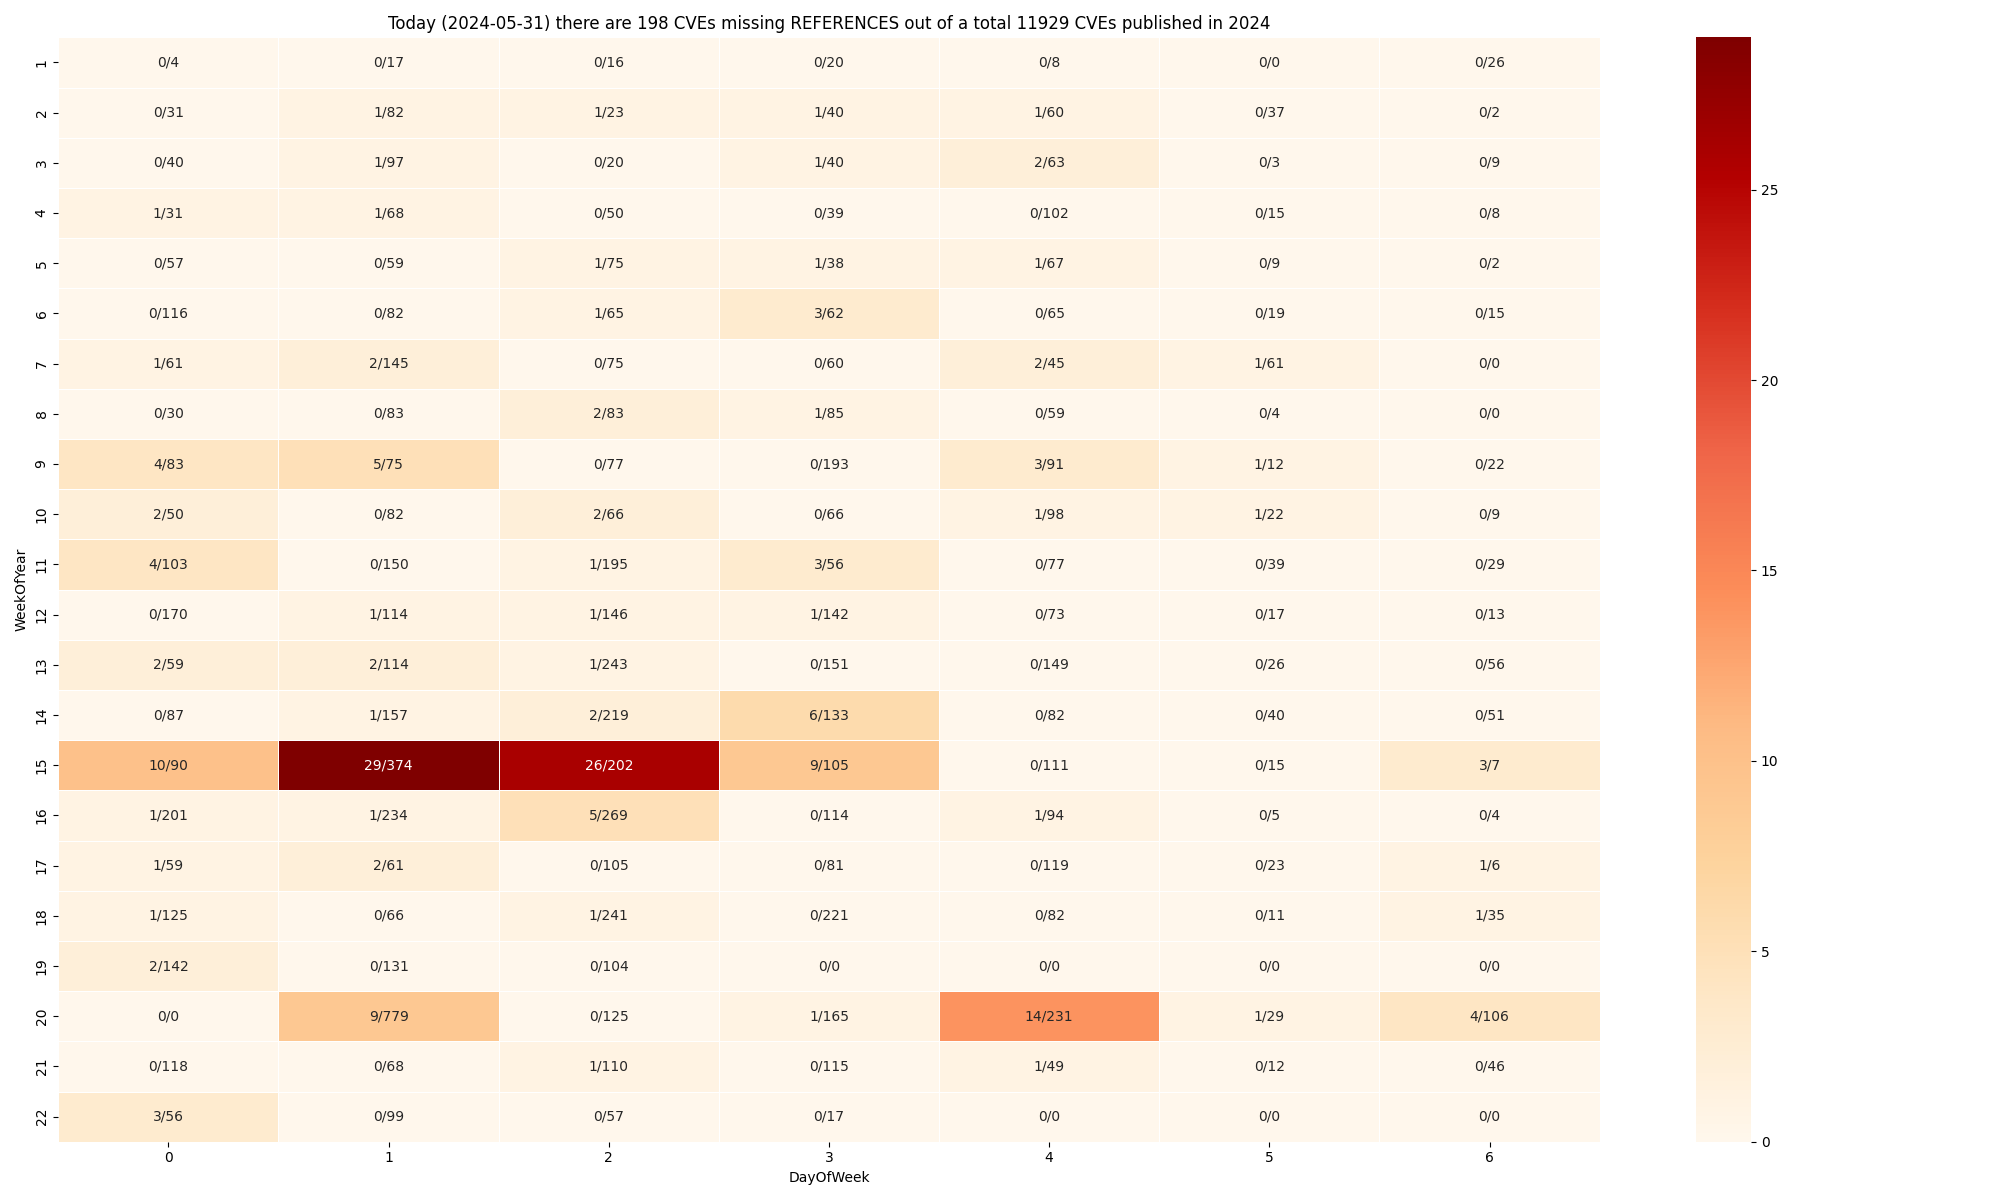 Today (2024-05-31) there are 198 CVEs missing REFERENCES out of a total 11929 CVEs published in 2024
1 0/4 0/17 0/16 0/20 0/8 0/0 0/26
2 0/31 1/82 1/23 1/40 1/60 0/37 0/2
3 0/40 1/97 0/20 1/40 2/63 0/3 0/9
4 1/31 1/68 0/50 0/39 0/102 0/15 0/8
5 0/57 0/59 1/75 1/38 1/67 0/9 0/2
6 0/116 0/82 1/65 3/62 0/65 0/19 0/15
7 1/61 2/145 0/75 0/60 2/45 1/61 0/0
8 0/30 0/83 2/83 1/85 0/59 0/4 0/0
9 4/83 5/75 0/77 0/193 3/91 1/12 0/22
10 2/50 0/82 2/66 0/66 1/98 1/22 0/9
11 4/103 0/150 1/195 3/56 0/77 0/39 0/29
12 0/170 1/114 1/146 1/142 0/73 0/17 0/13
13 2/59 2/114 1/243 0/151 0/149 0/26 0/56
14 0/87 1/157 2/219 6/133 0/82 0/40 0/51
15 10/90 29/374 26/202 9/105 0/111 0/15 3/7
16 1/201 1/234 5/269 0/114 1/94 0/5 0/4
17 1/59 2/61 0/105 0/81 0/119 0/23 1/6
18 1/125 0/66 1/241 0/221 0/82 0/11 1/35
19 2/142 0/131 0/104 0/0 0/0 0/0 0/0
20 0/0 9/779 0/125 1/165 14/231 1/29 4/106
21 0/118 0/68 1/110 0/115 1/49 0/12 0/46
22 3/56 0/99 0/57 0/17 0/0 0/0 0/0
0 1 2 3 4 5 6
DayOfWeek
WeekOfYear
25
20
15
10
5
0